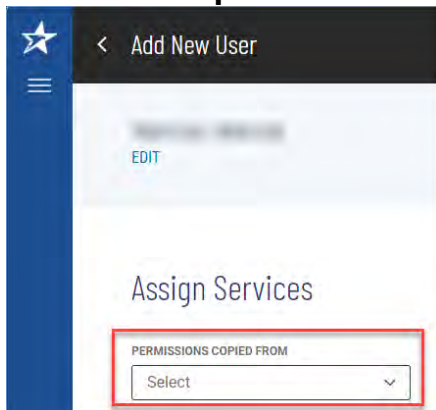 Add New User
EDIT
Assign Services
PERMISSIONS COPIED FROM
Select